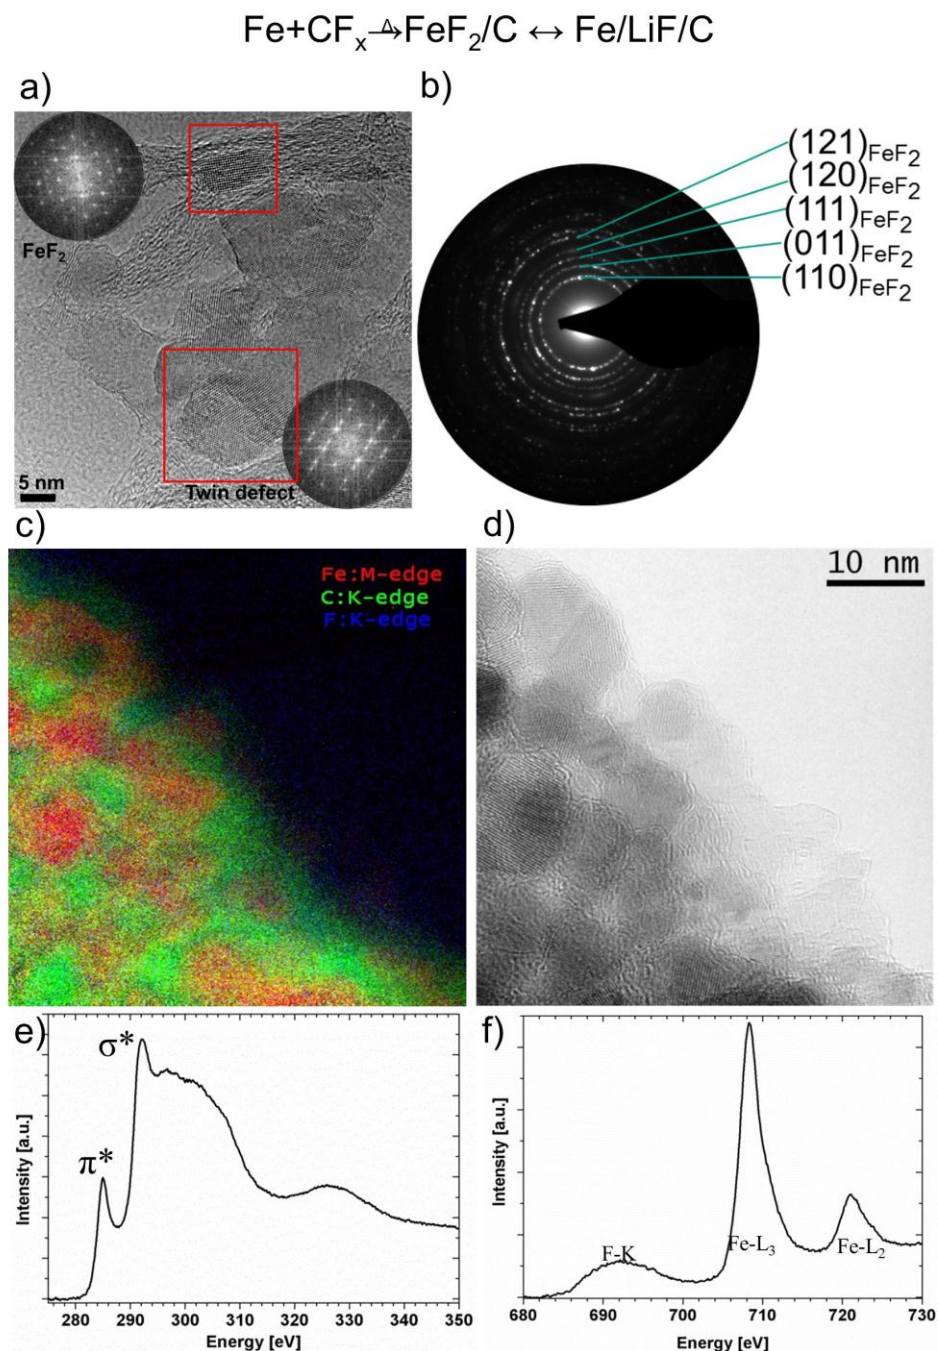 Fe+CFx →Δ FeF2/C ↔ Fe/LiF/C
a)
FeF2
5 nm
Twin defect
b)
(121)FeF2
(120)FeF2
(111)FeF2
(011)FeF2
(110)FeF2
c)
Fe:M-edge
C:K-edge
F:K-edge
d)
10 nm
e)
σ*
π*
Intensity [a.u.]
280 290 300 310 320 330 340 350
Energy [eV]
f)
F-K
Fe-L3
Fe-L2
Intensity [a.u.]
680 690 700 710 720 730
Energy [eV]